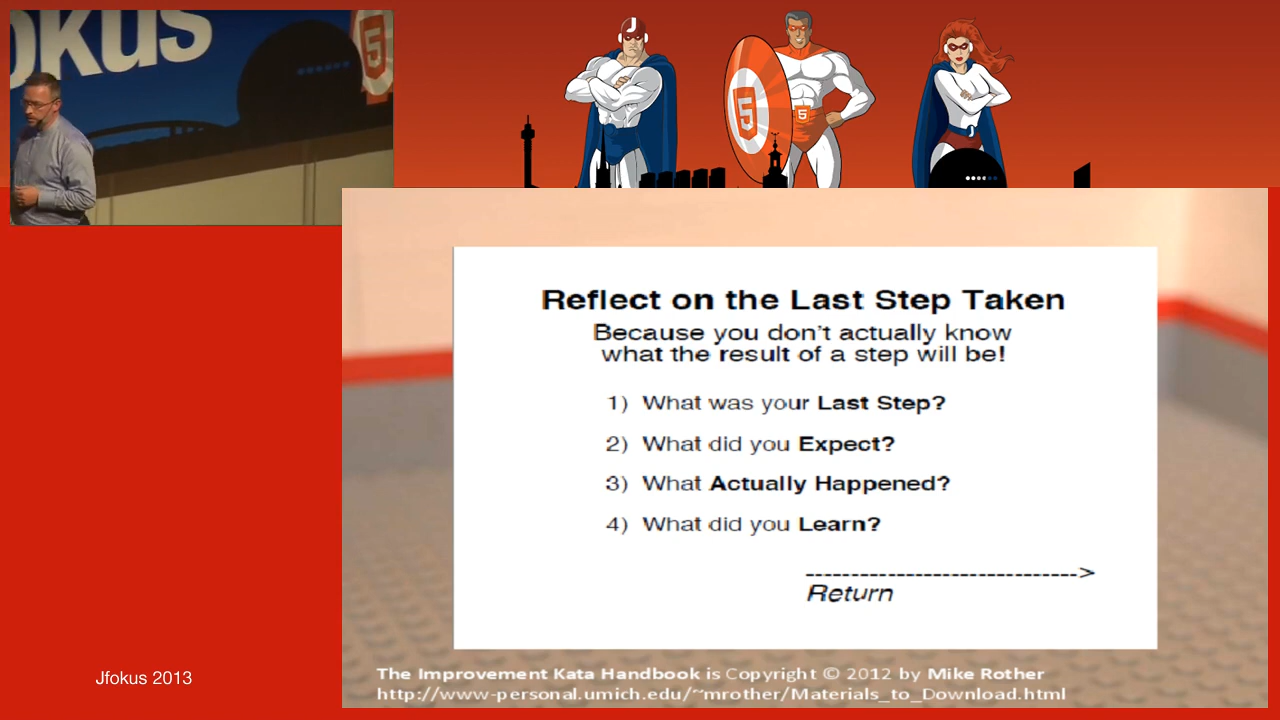 okus
5
J
5
5
Reflect on the Last Step Taken
Because you don't actually know
what the result of a step will be!
1) What was your Last Step?
2) What did you Expect?
3) What Actually Happened?
4) What did you Learn?
------------------------------>
Return
The Improvement Kata Handbook is Copyright © 2012 by Mike Rother
http://www-personal.umich.edu/~mrother/Materials_to_Download.html
Jfokus 2013